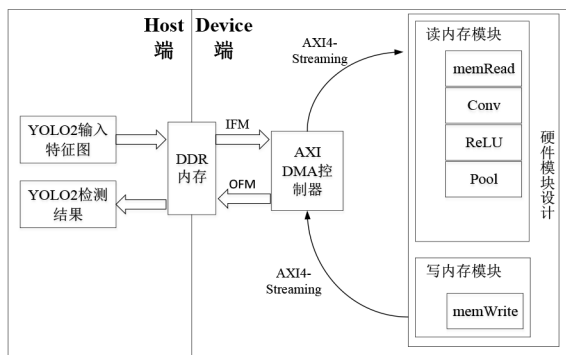 Host
端
Device
端
AXI4-
Streaming
读内存模块
memRead
Conv
ReLU
Pool
硬件模块设计
YOLO2输入
特征图
DDR
内存
IFM
AXI
DMA控
制器
OFM
YOLO2检测
结果
AXI4-
Streaming
写内存模块
memWrite